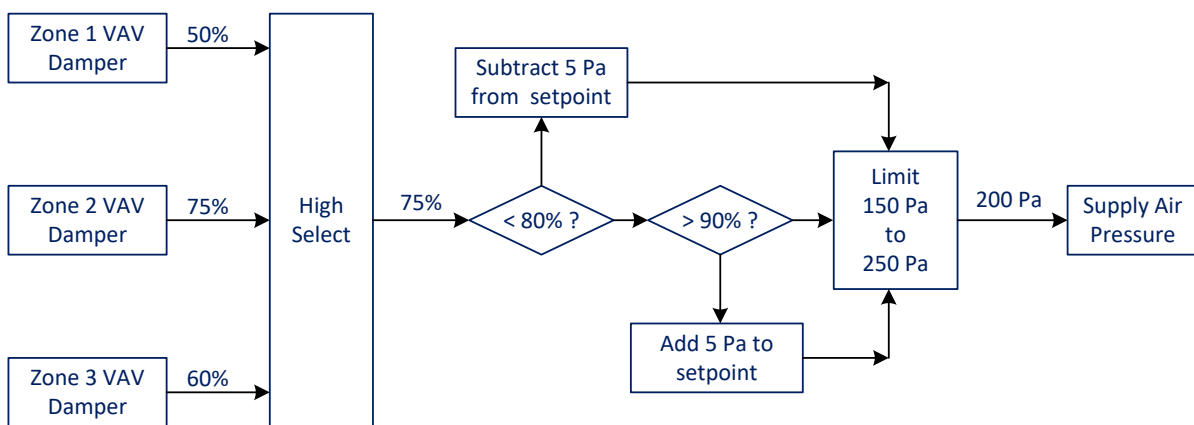 Zone 1 VAV
Damper
50%
Zone 2 VAV
Damper
75%
Zone 3 VAV
Damper
60%
High
Select
75%
< 80% ?
Subtract 5 Pa
from setpoint
> 90% ?
Add 5 Pa to
setpoint
Limit
150 Pa
to
250 Pa
200 Pa
Supply Air
Pressure